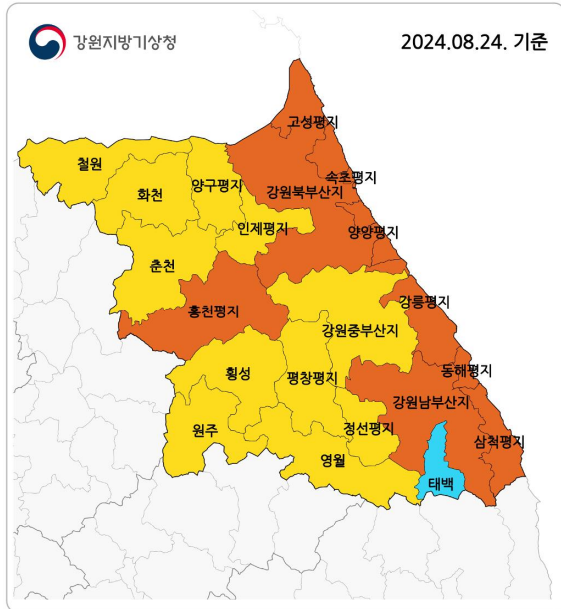 강원지방기상청
2024.08.24. 기준
고성평지
철원
양구평지
속초평지
화천
강원북부산지
인제평지
양양평지
춘천
강릉평지
홍천평지
강원중부산지
동해평지
횡성
평창평지
강원남부산지
원주
정선평지
삼척평지
영월
태백